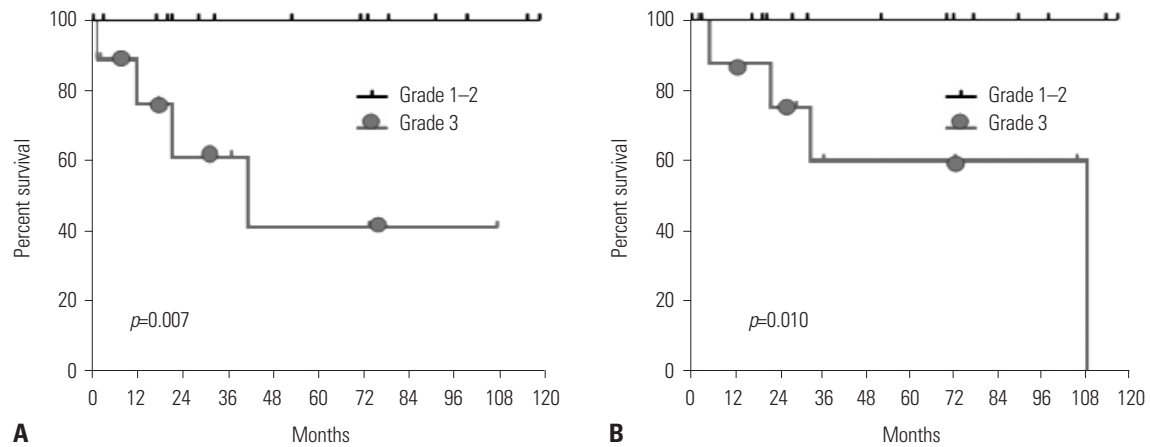 100
80
60
40
20
0
Percent survival
Grade 1–2
Grade 3
p=0.007
0 12 24 36 48 60 72 84 96 108 120
Months
A
100
80
60
40
20
0
Percent survival
Grade 1–2
Grade 3
p=0.010
0 12 24 36 48 60 72 84 96 108 120
Months
B